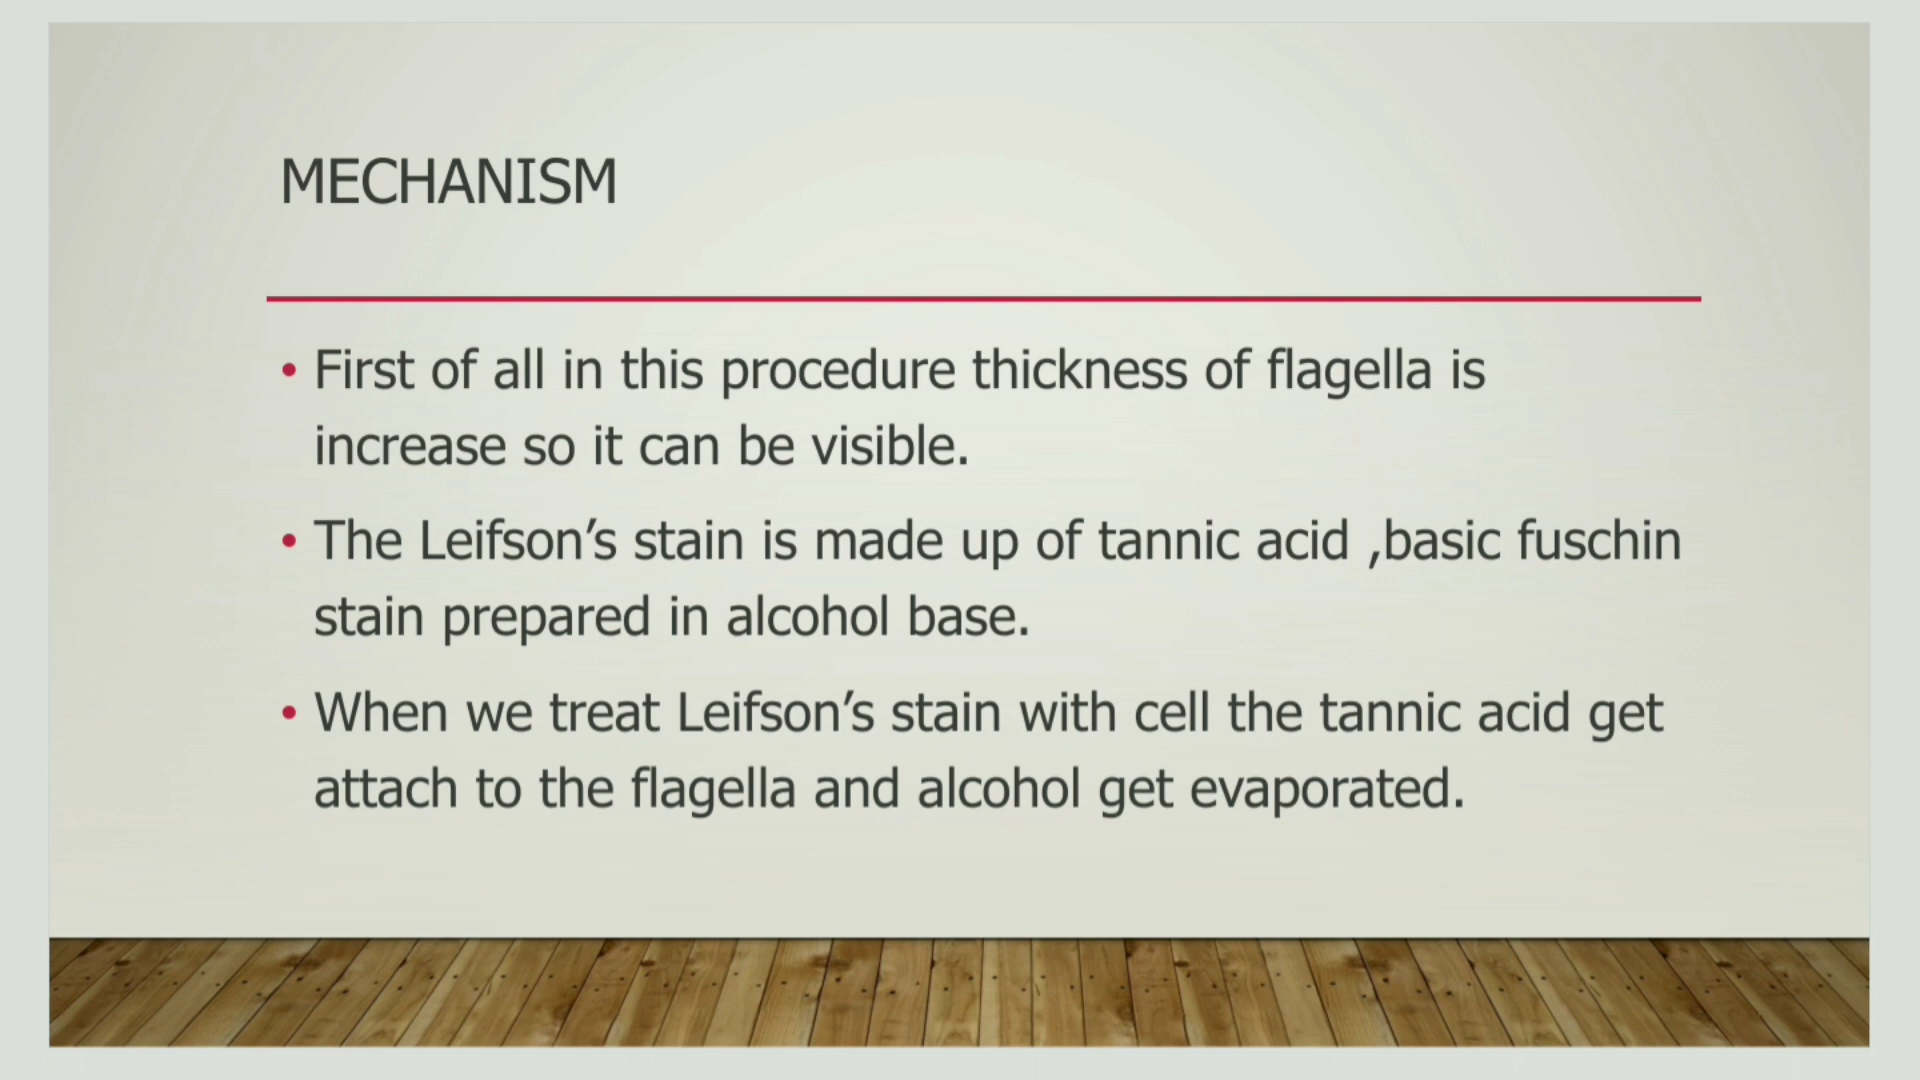 MECHANISM
• First of all in this procedure thickness of flagella is
increase so it can be visible.
• The Leifson’s stain is made up of tannic acid ,basic fuschin
stain prepared in alcohol base.
• When we treat Leifson’s stain with cell the tannic acid get
attach to the flagella and alcohol get evaporated.